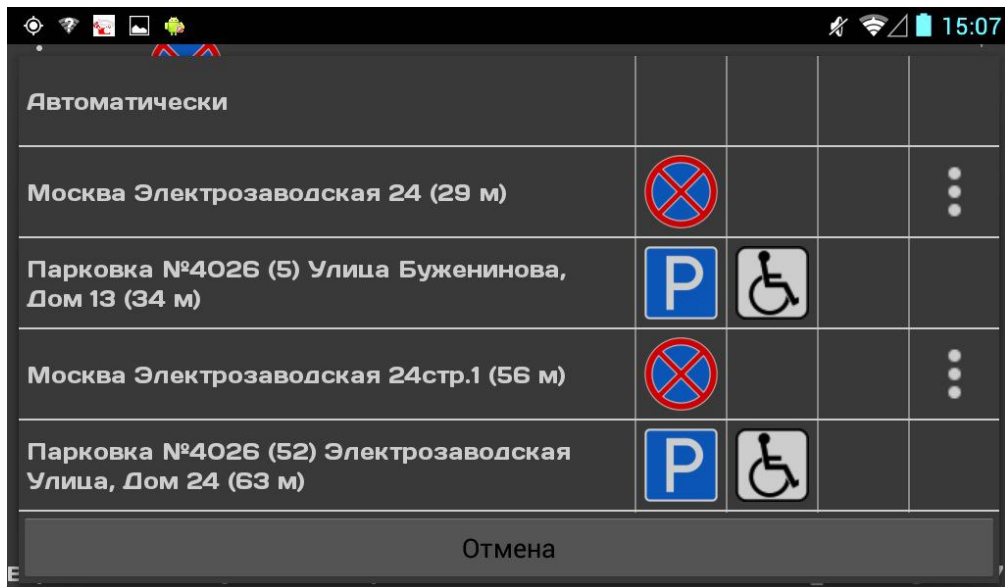 15:07
Автоматически
Москва Электрозаводская 24 (29 м)
Парковка №4026 (5) Улица Буженинова,
Дом 13 (34 м)
P
Москва Электрозаводская 24стр.1 (56 м)
Парковка №4026 (52) Электрозаводская
Улица, Дом 24 (63 м)
P
Отмена